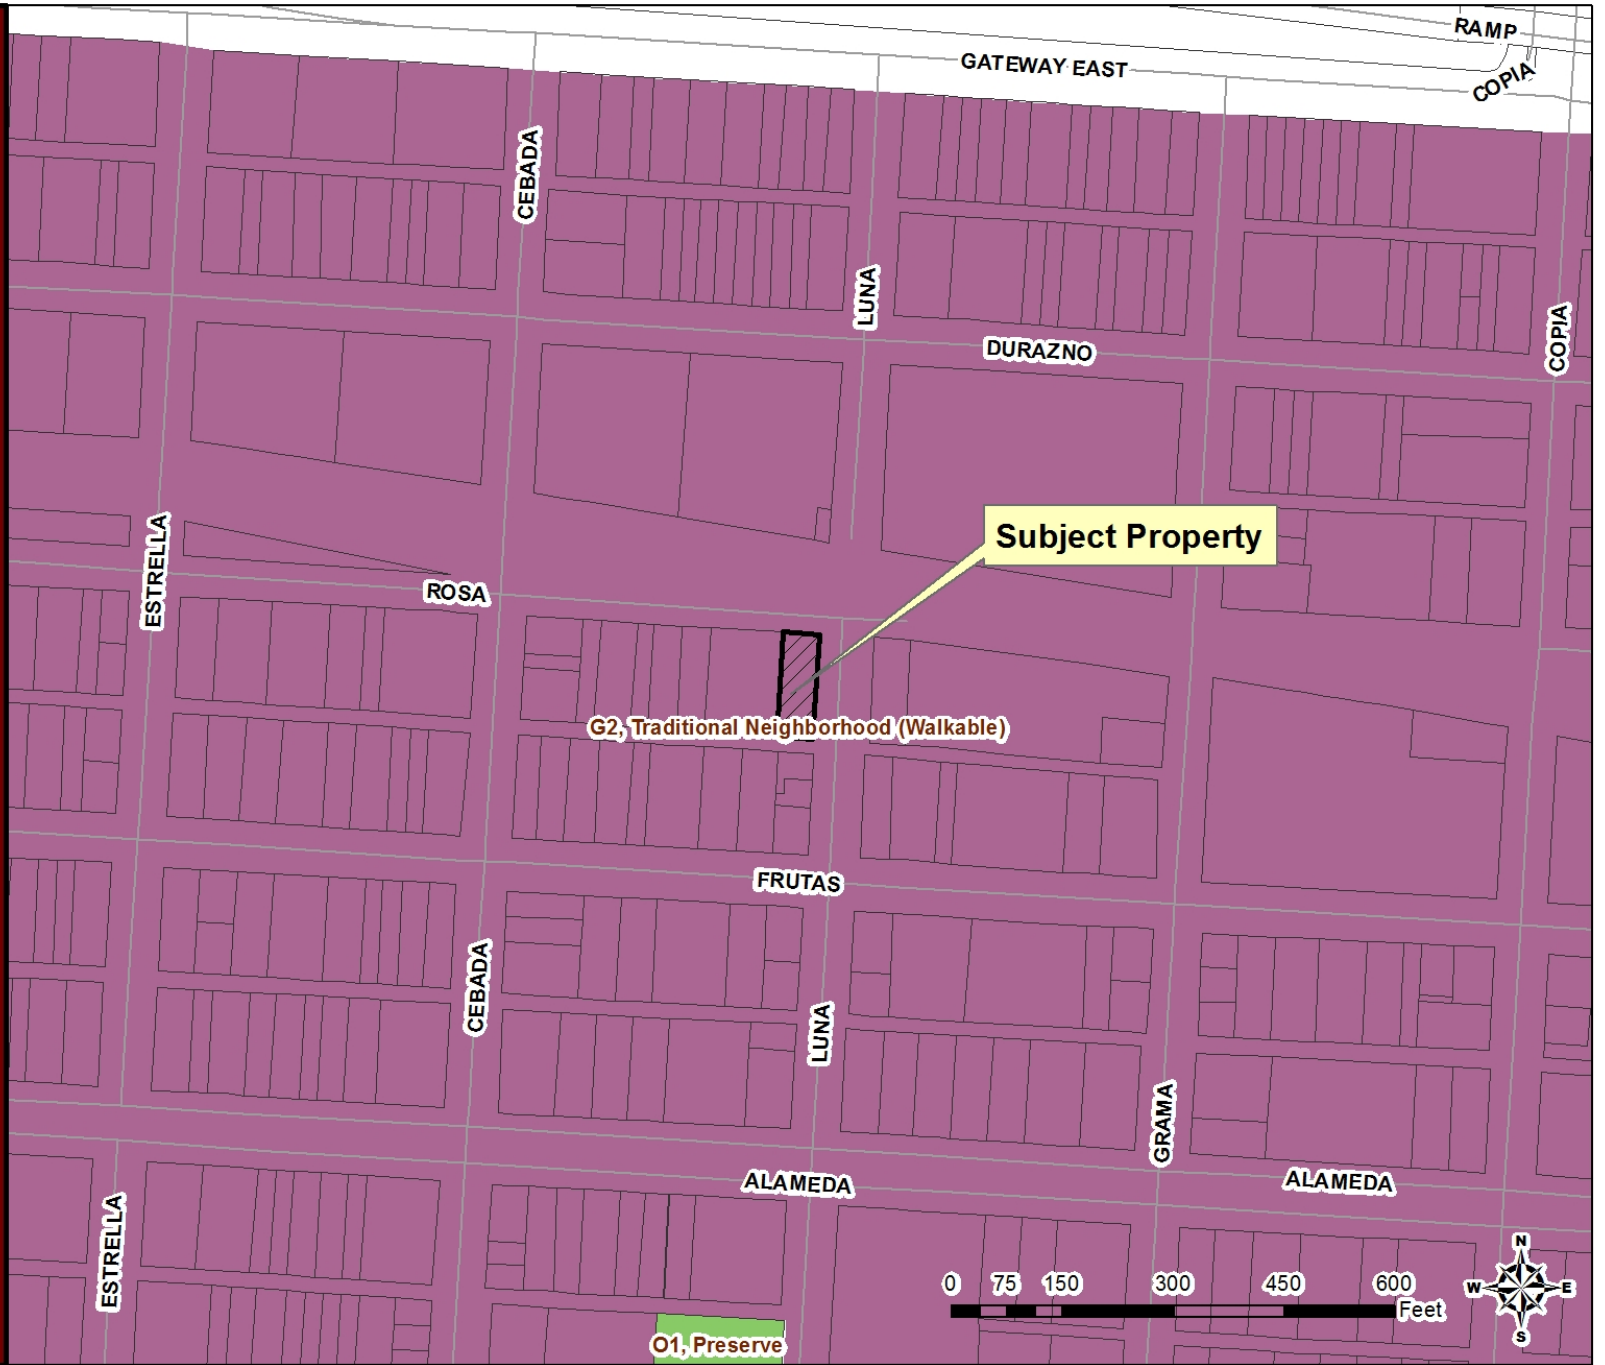 RAMP
GATEWAY EAST
COPIA
CEBADA
LUNA
COPIA
DURAZNO
Subject Property
ESTRELLA
ROSA
G2, Traditional Neighborhood (Walkable)
FRUTAS
CEBADA
LUNA
GRAMA
ALAMEDA
ALAMEDA
ESTRELLA
N
W E
S
0 75 150 300 450 600
Feet
O1, Preserve